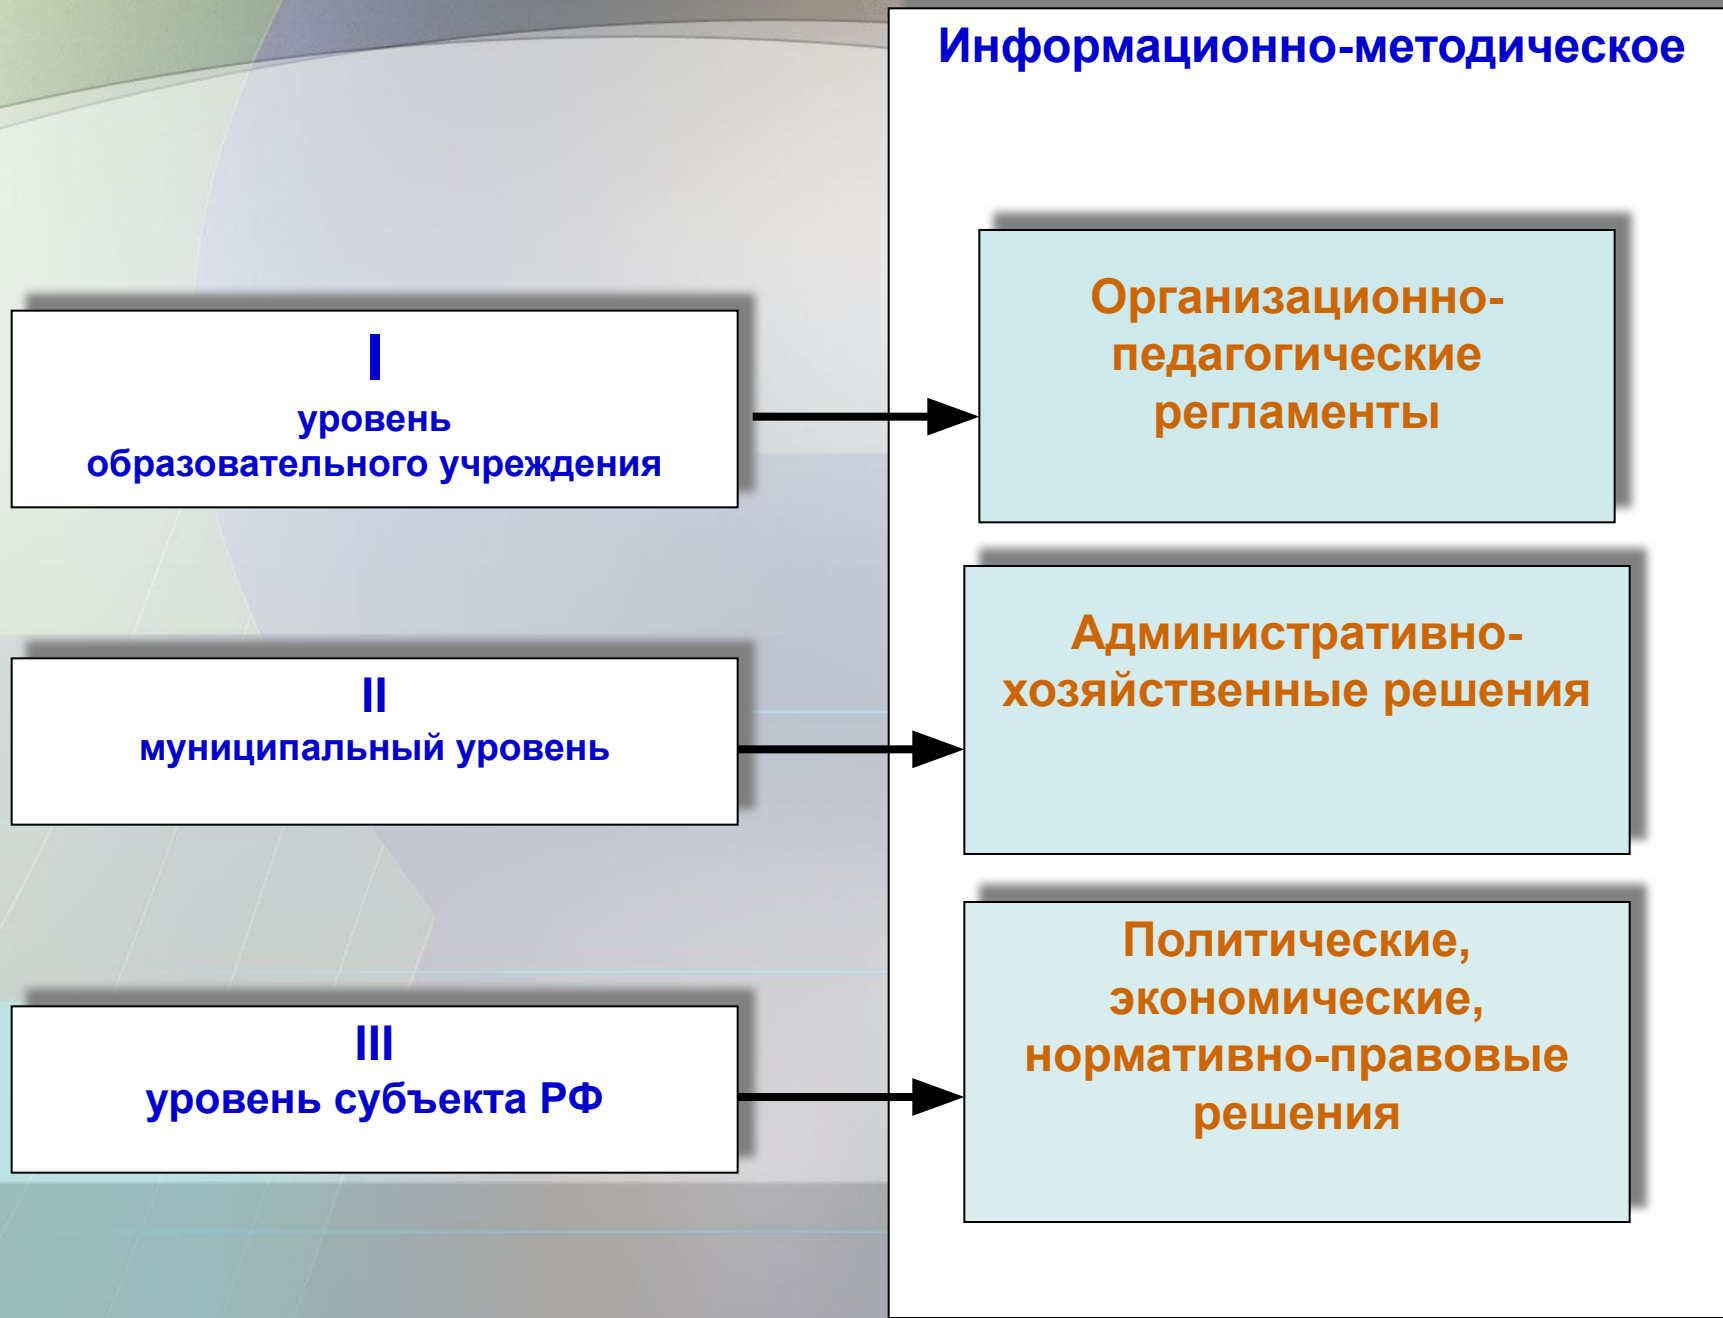 Информационно-методическое
I
уровень
образовательного учреждения
Организационно-
педагогические
регламенты
II
муниципальный уровень
Административно-
хозяйственные решения
III
уровень субъекта РФ
Политические,
экономические,
нормативно-правовые
решения